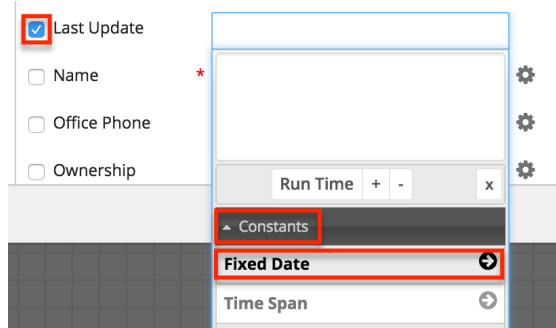 Last Update
Name *
Office Phone
Ownership
Run Time + - x
Constants
Fixed Date
Time Span